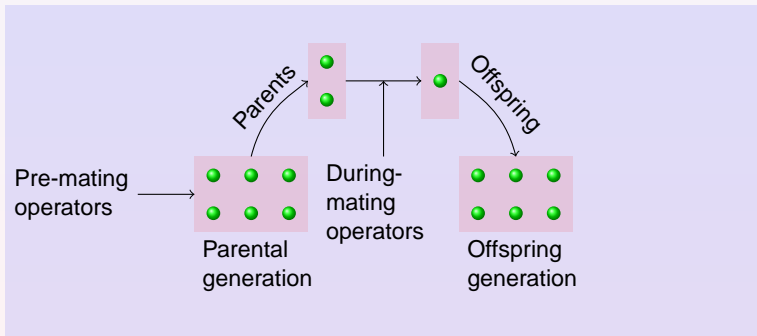 Parents
Offspring
Pre-mating
operators
During-
mating
operators
Parental
generation
Offspring
generation